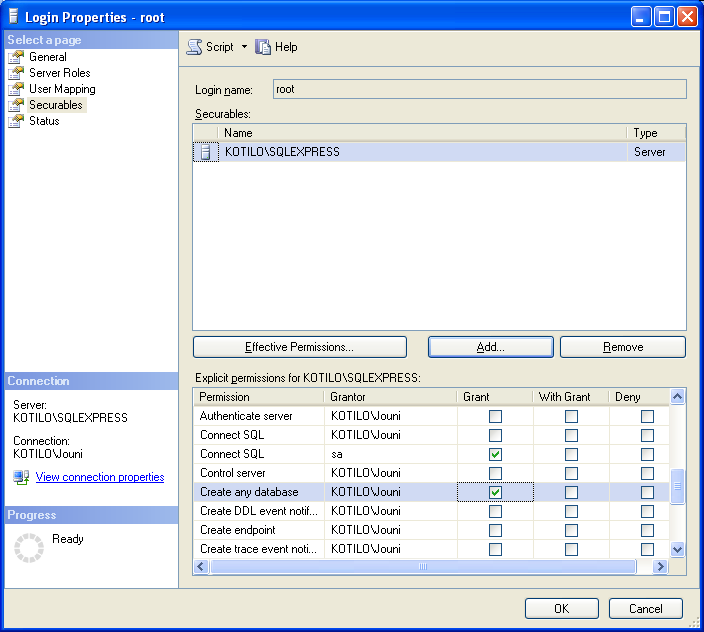 Login Properties - root
Select a page
General
Server Roles
User Mapping
Securables
Status
Script Help
Login name: root
Securables:
Name Type
KOTILO\SQLEXPRESS Server
Effective Permissions... Add... Remove
Explicit permissions for KOTILO\SQLEXPRESS:
Permission Grantor Grant With Grant Deny
Authenticate server KOTILO\Jouni
Connect SQL KOTILO\Jouni
Connect SQL sa
Control server KOTILO\Jouni
Create any database KOTILO\Jouni
Create DDL event notif... KOTILO\Jouni
Create endpoint KOTILO\Jouni
Create trace event noti... KOTILO\Jouni
Connection
Server:
KOTILO\SQLEXPRESS
Connection:
KOTILO\Jouni
View connection properties
Progress
Ready
OK Cancel